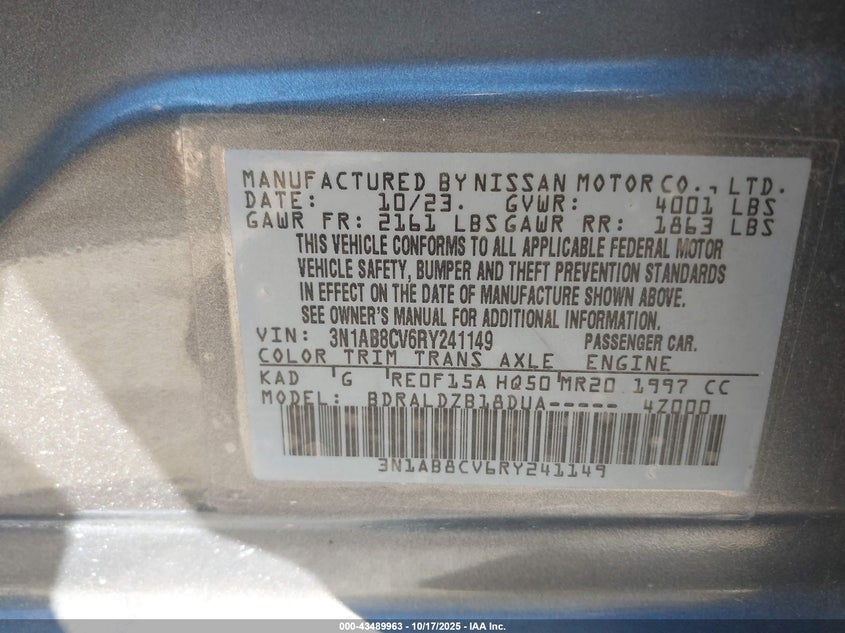 MANUFACTURED BY NISSAN MOTOR CO., LTD.
DATE: 10/23. GVWR: 4001 LBS
GAWR FR: 2161 LBS GAWR RR: 1863 LBS
THIS VEHICLE CONFORMS TO ALL APPLICABLE FEDERAL MOTOR
VEHICLE SAFETY, BUMPER AND THEFT PREVENTION STANDARDS
IN EFFECT ON THE DATE OF MANUFACTURE SHOWN ABOVE.
SEE OWNER'S MANUAL FOR ADDITIONAL INFORMATION.
VIN: 3N1AB8CV6RY241149 PASSENGER CAR.
COLOR TRIM TRANS AXLE ENGINE
KAD G RE0F15A HQ50 MR20 1997 CC
MODEL: BDRALDZB18DUA----- 4Z000
3N1AB8CV6RY241149
000-43489963 - 10/17/2025 - IAA Inc.